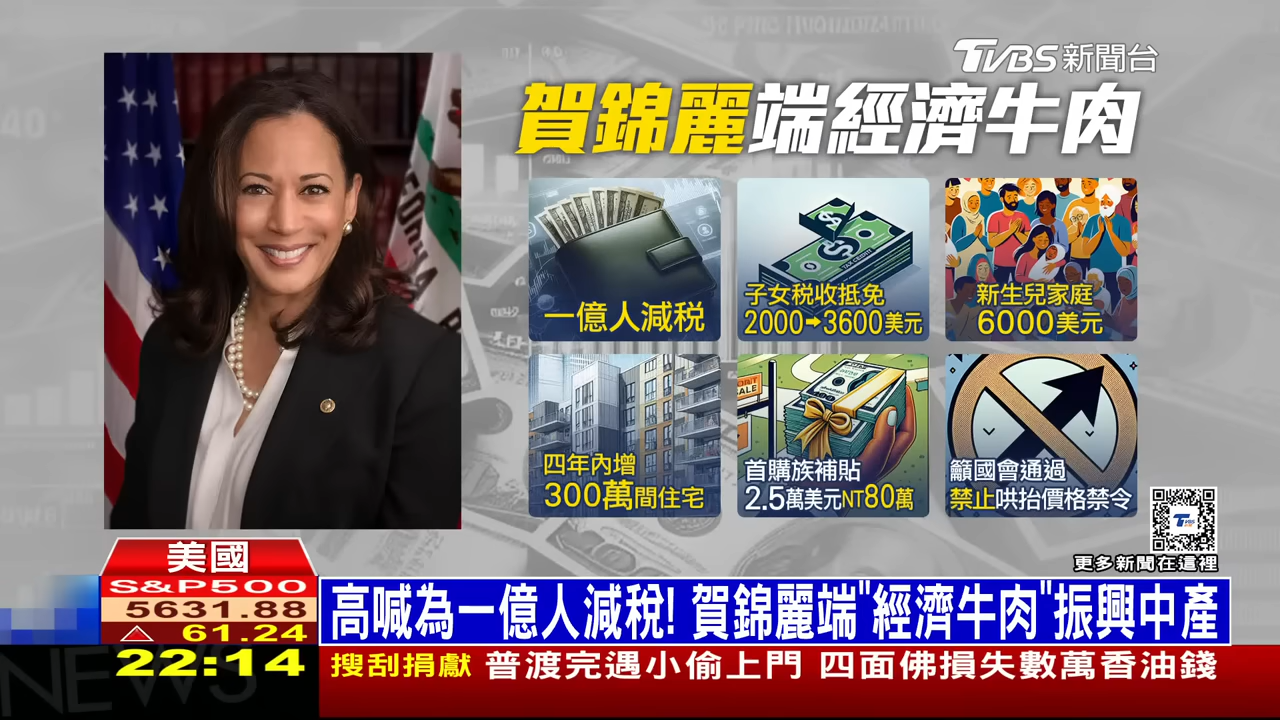 TVBS新聞台
賀錦麗端經濟牛肉
一億人減稅
子女稅收抵免
2000➡3600美元
新生兒家庭
6000美元
四年內增
300萬間住宅
首購族補貼
2.5萬美元NT80萬
籲國會通過
禁止哄抬價格禁令
TVBS
更多新聞在這裡
美國
S&P500
5631.88
61.24
22:14
高喊為一億人減稅! 賀錦麗端"經濟牛肉"振興中產
搜刮捐獻 普渡完遇小偷上門 四面佛損失數萬香油錢
NEWS